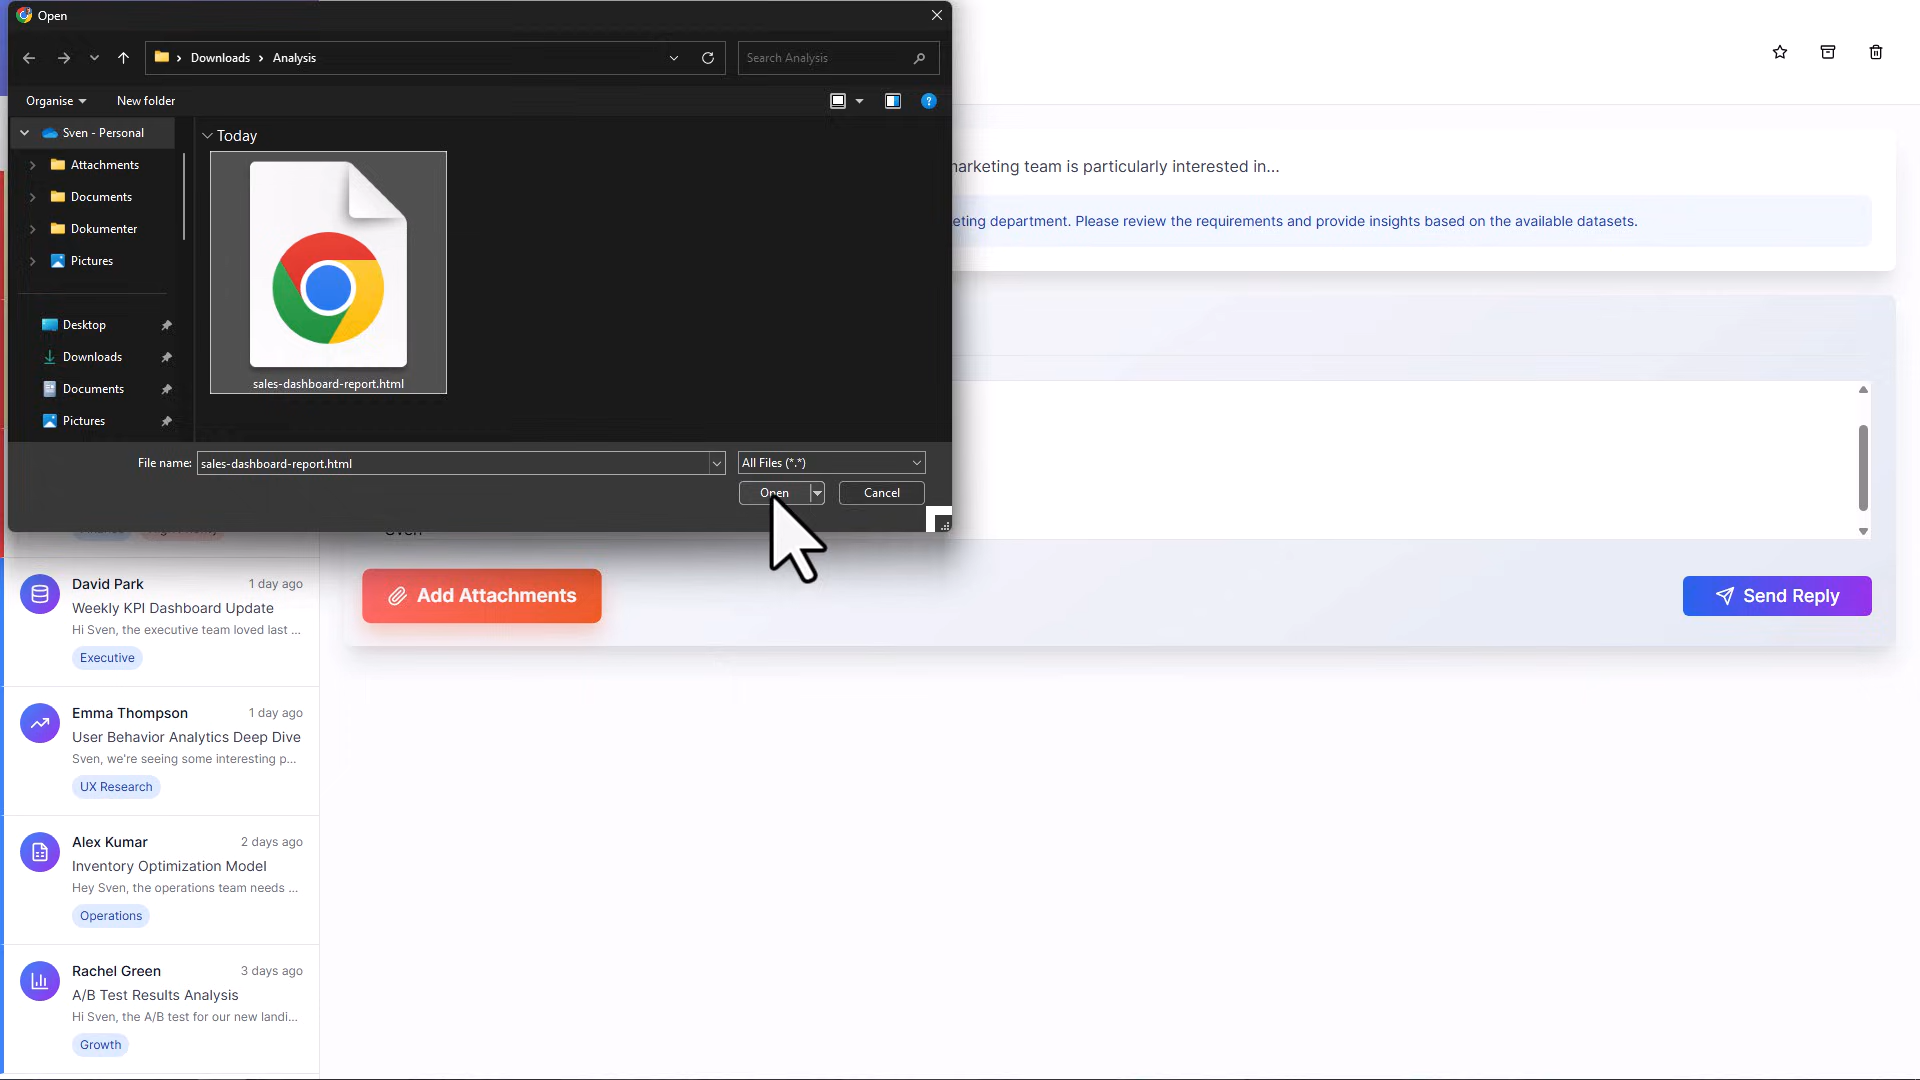 Open
Downloads > Analysis
Search Analysis
Organise
New folder
Sven - Personal
Attachments
Documents
Dokumenter
Pictures
Desktop
Downloads
Documents
Pictures
Today
sales-dashboard-report.html
File name: sales-dashboard-report.html
All Files (*.*)
Open
Cancel
marketing team is particularly interested in...
eting department. Please review the requirements and provide insights based on the available datasets.
Sven
Add Attachments
Send Reply
David Park 1 day ago
Weekly KPI Dashboard Update
Hi Sven, the executive team loved last ...
Executive
Emma Thompson 1 day ago
User Behavior Analytics Deep Dive
Sven, we're seeing some interesting p...
UX Research
Alex Kumar 2 days ago
Inventory Optimization Model
Hey Sven, the operations team needs ...
Operations
Rachel Green 3 days ago
A/B Test Results Analysis
Hi Sven, the A/B test for our new landi...
Growth